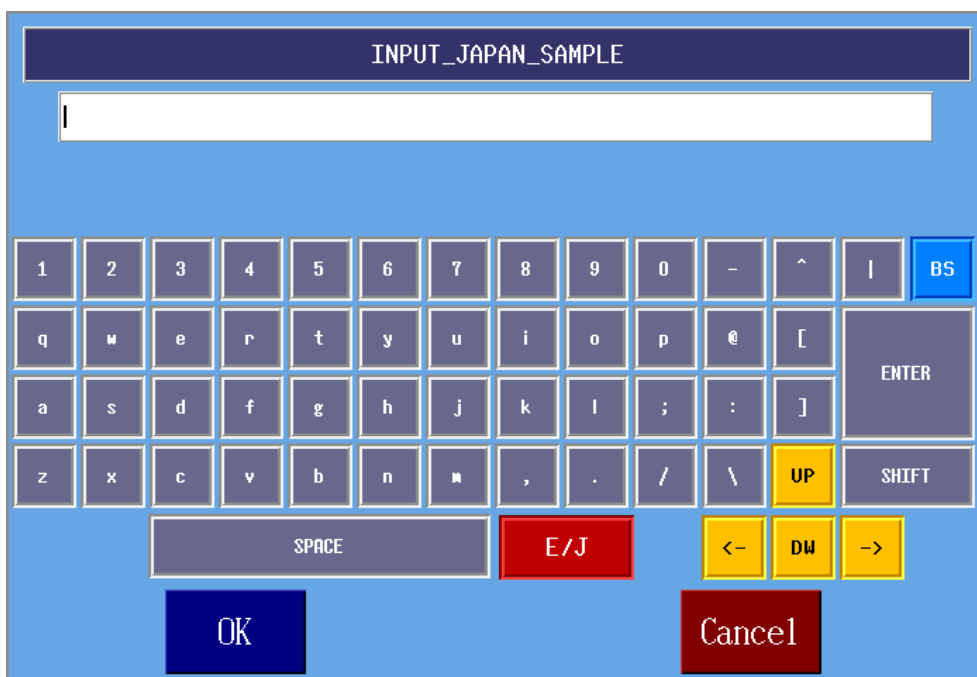 INPUT_JAPAN_SAMPLE
1 2 3 4 5 6 7 8 9 0 - ^ | BS
q w e r t y u i o p @ [ ENTER
a s d f g h j k l ; : ]
z x c v b n m , . / \ UP SHIFT
SPACE E/J <- DW ->
OK Cancel